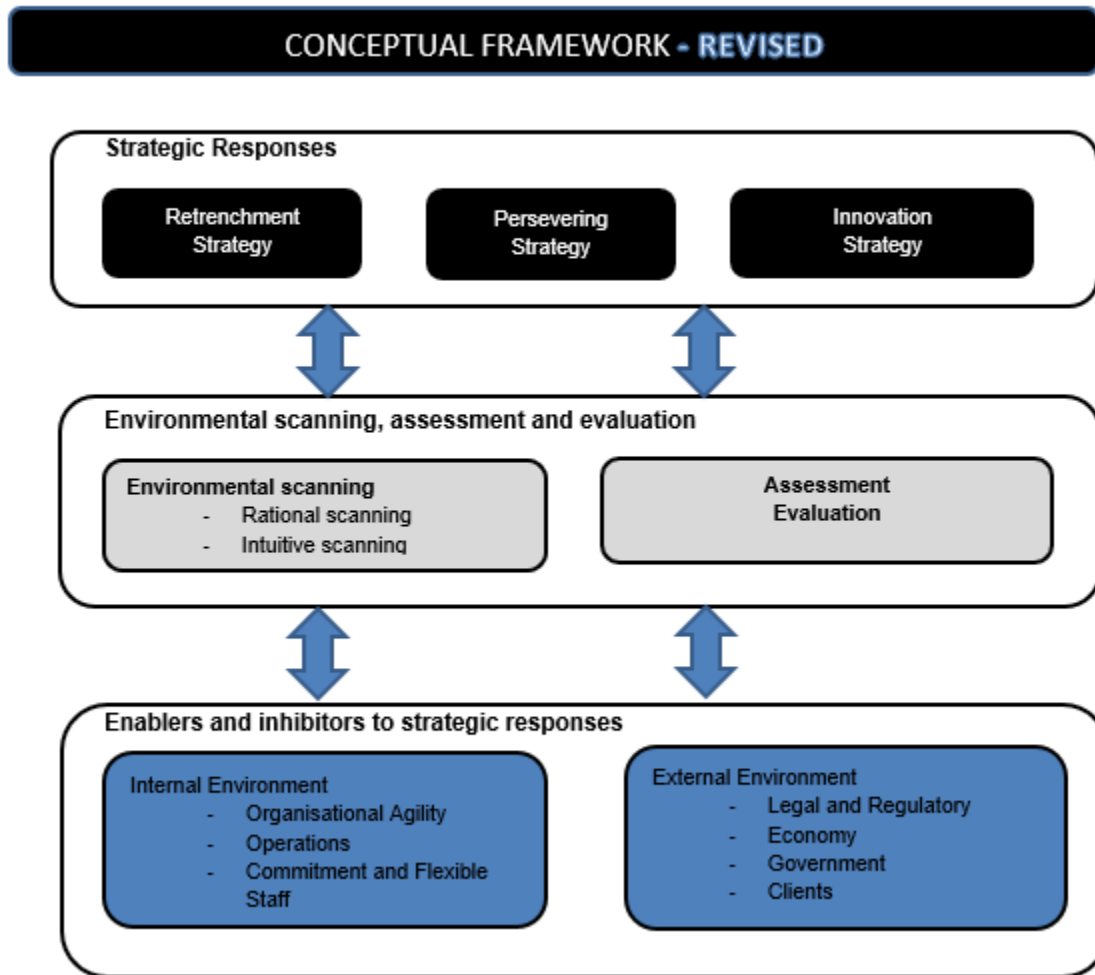 CONCEPTUAL FRAMEWORK - REVISED
Strategic Responses
Retrenchment
Strategy
Persevering
Strategy
Innovation
Strategy
Environmental scanning, assessment and evaluation
Environmental scanning
- Rational scanning
- Intuitive scanning
Assessment
Evaluation
Enablers and inhibitors to strategic responses
Internal Environment
- Organisational Agility
- Operations
- Commitment and Flexible
Staff
External Environment
- Legal and Regulatory
- Economy
- Government
- Clients